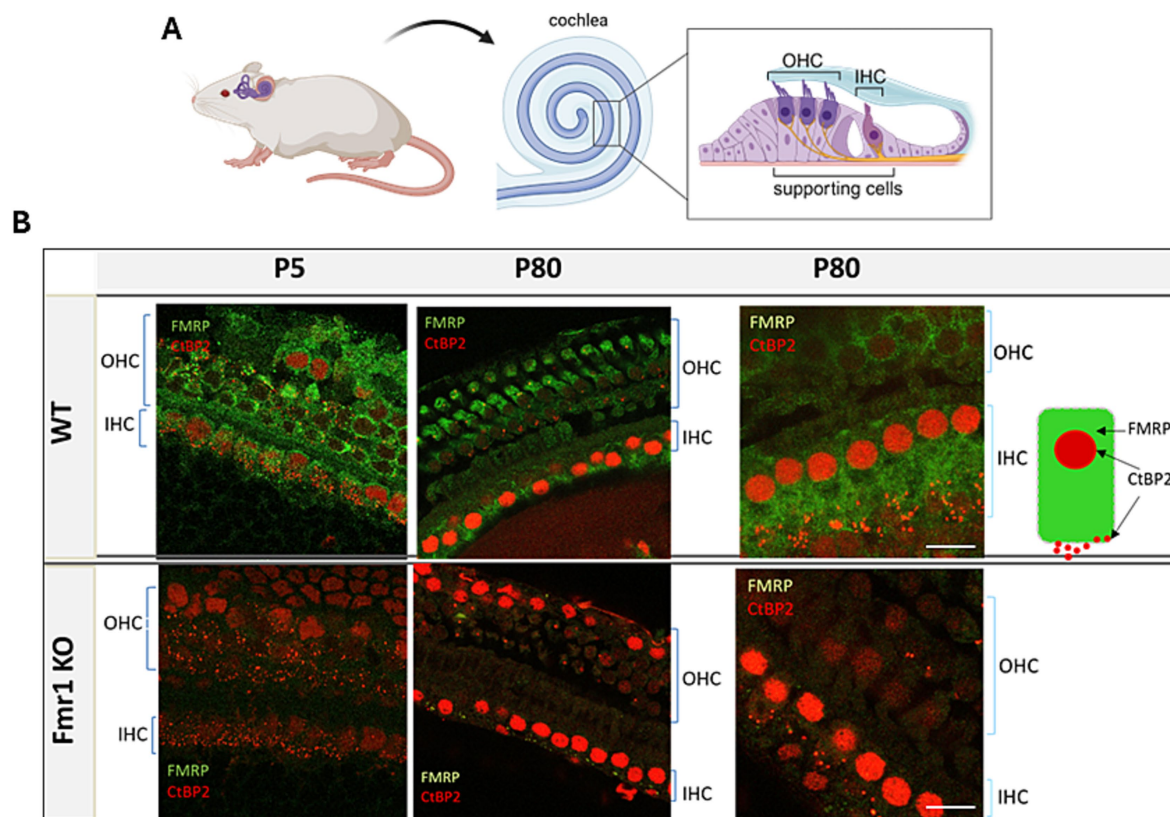 A
cochlea
OHC
IHC
supporting cells
B
P5
P80
P80
WT
OHC
IHC
FMRP
CtBP2
FMRP
CtBP2
OHC
IHC
FMRP
CtBP2
OHC
IHC
FMRP
CtBP2
Fmr1 KO
OHC
IHC
FMRP
CtBP2
FMRP
CtBP2
OHC
IHC
FMRP
CtBP2
OHC
IHC